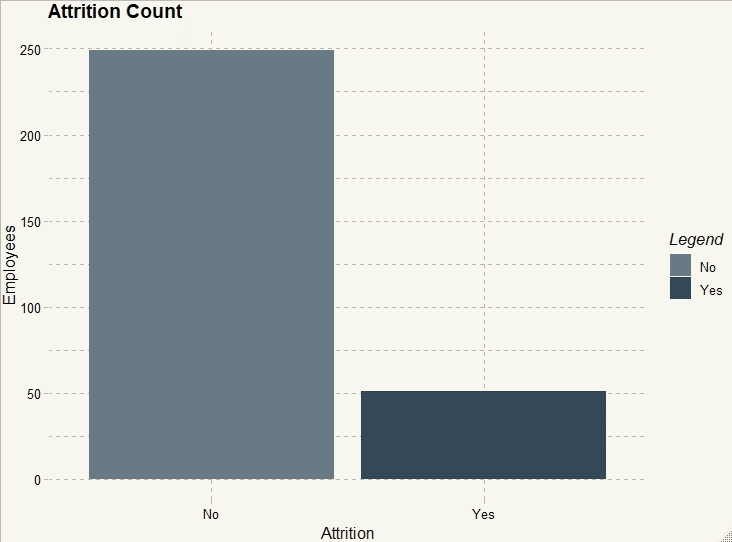 Attrition Count
250
200
150
100
50
0
Employees
No
Yes
Attrition
Legend
No
Yes